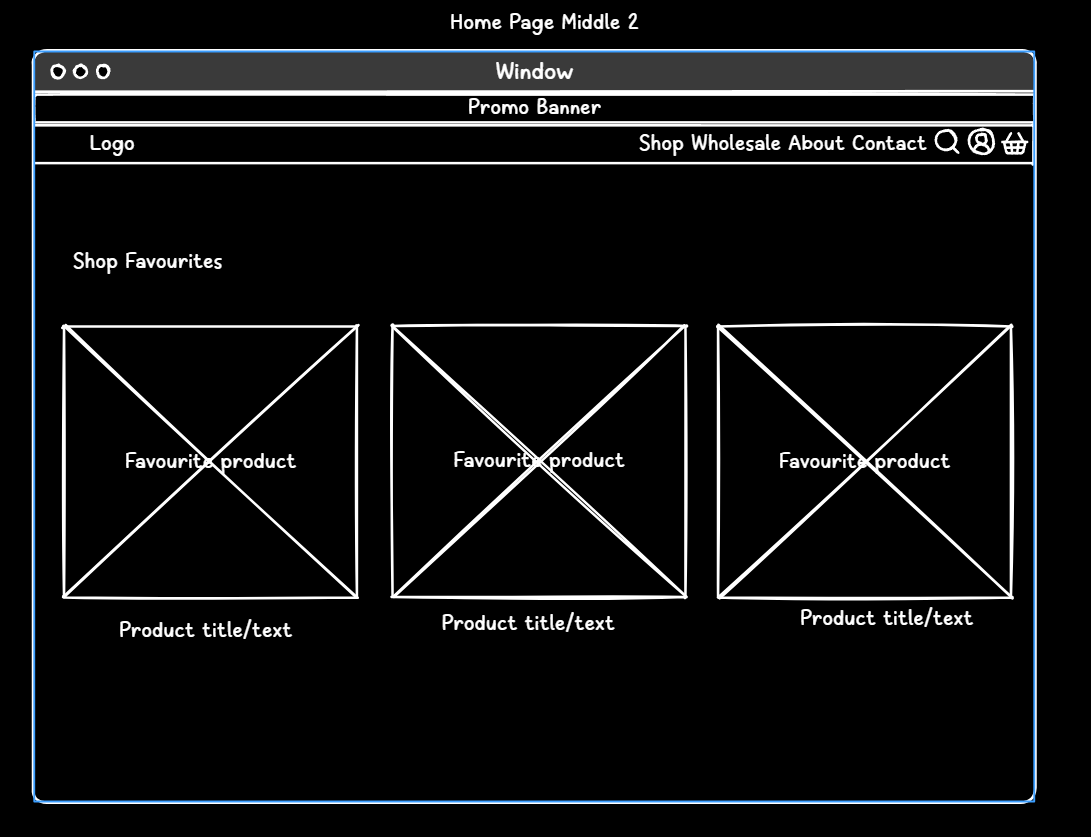 Home Page Middle 2
Window
Promo Banner
Logo Shop Wholesale About Contact
Shop Favourites
Favourite product Favourite product Favourite product
Product title/text Product title/text Product title/text